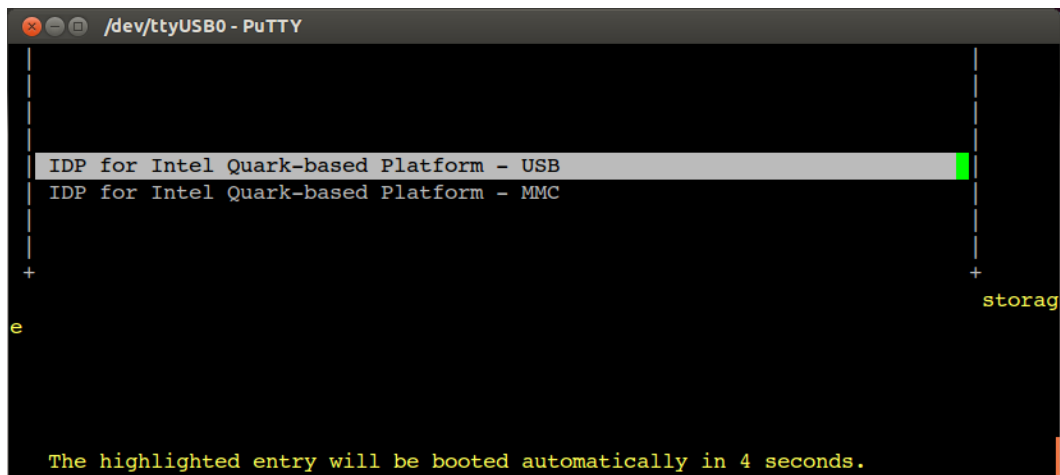 /dev/ttyUSB0 - PuTTY
IDP for Intel Quark-based Platform - USB
IDP for Intel Quark-based Platform - MMC
+ +
storag
e
The highlighted entry will be booted automatically in 4 seconds.